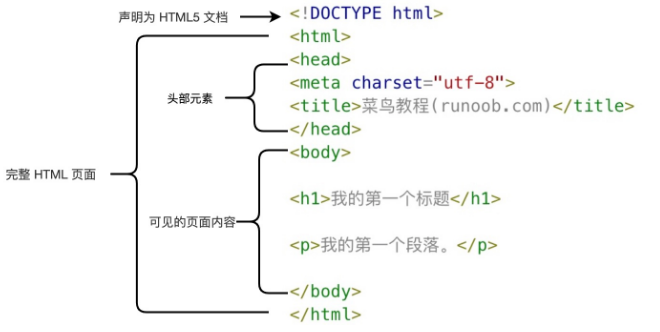 声明为 HTML5 文档
<!DOCTYPE html>
<html>
<head>
<meta charset="utf-8">
头部元素
<title>菜鸟教程(runoob.com)</title>
</head>
<body>
完整 HTML 页面
<h1>我的第一个标题</h1>
可见的页面内容
<p>我的第一个段落。</p>
</body>
</html>